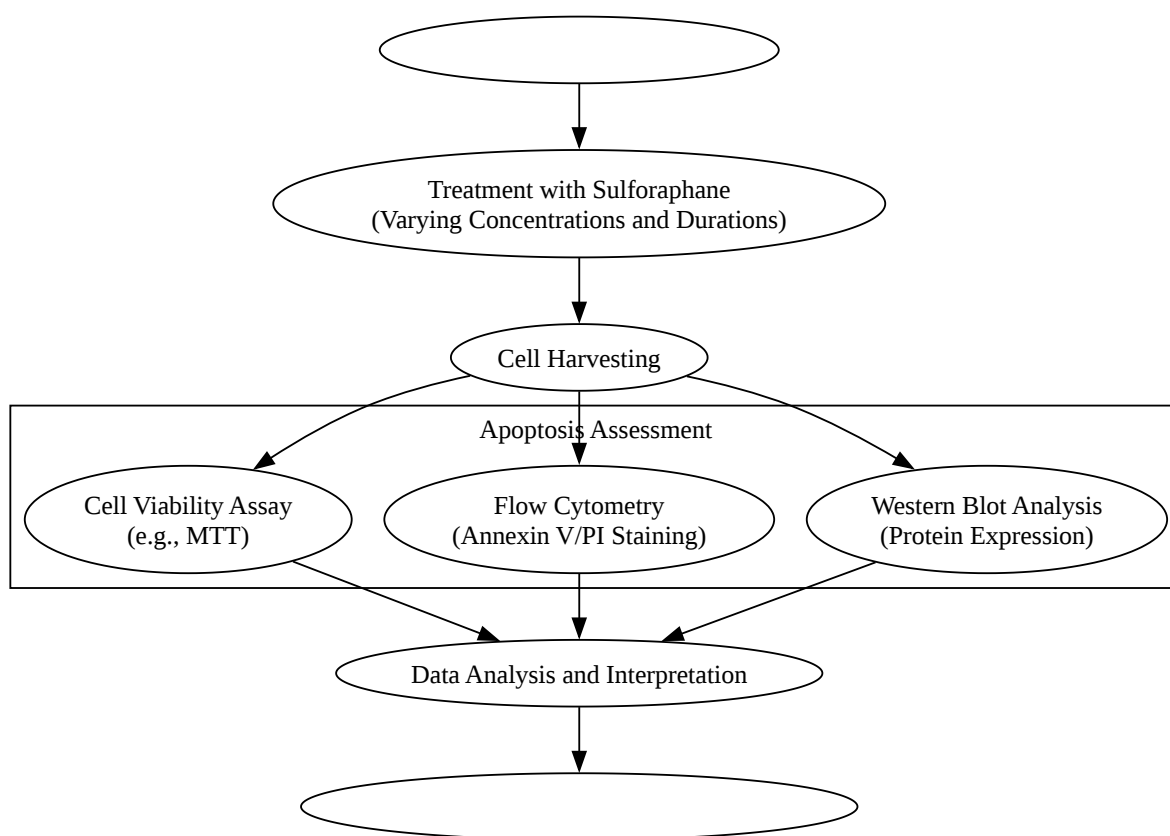 Treatment with Sulforaphane
(Varying Concentrations and Durations)
Cell Harvesting
Apoptosis Assessment
Cell Viability Assay
(e.g., MTT)
Flow Cytometry
(Annexin V/PI Staining)
Western Blot Analysis
(Protein Expression)
Data Analysis and Interpretation